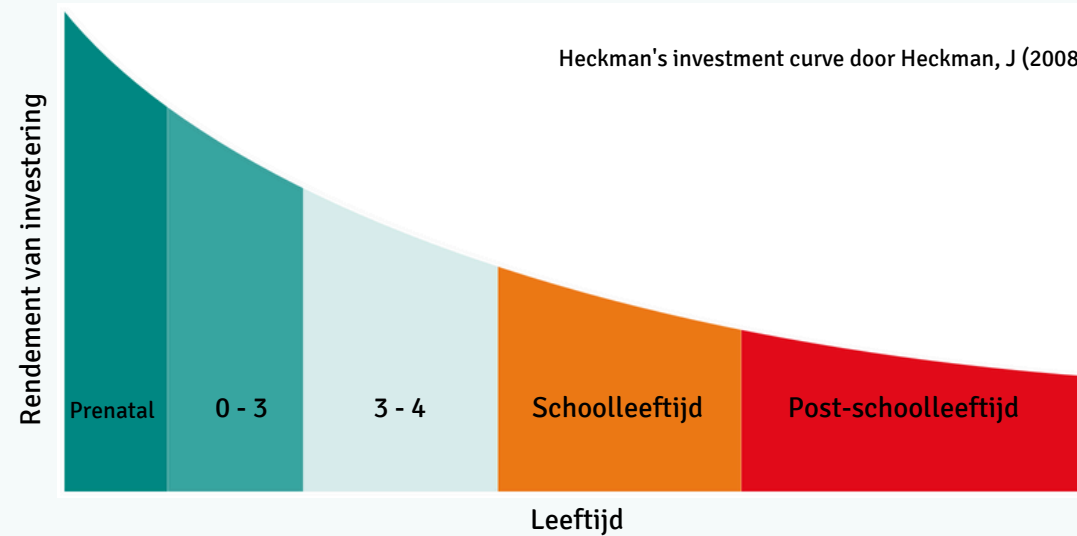 Heckman's investment curve door Heckman, J (2008
Rendement van investering
Prenatal
0 - 3
3 - 4
Schoolleeftijd
Post-schoolleeftijd
Leeftijd